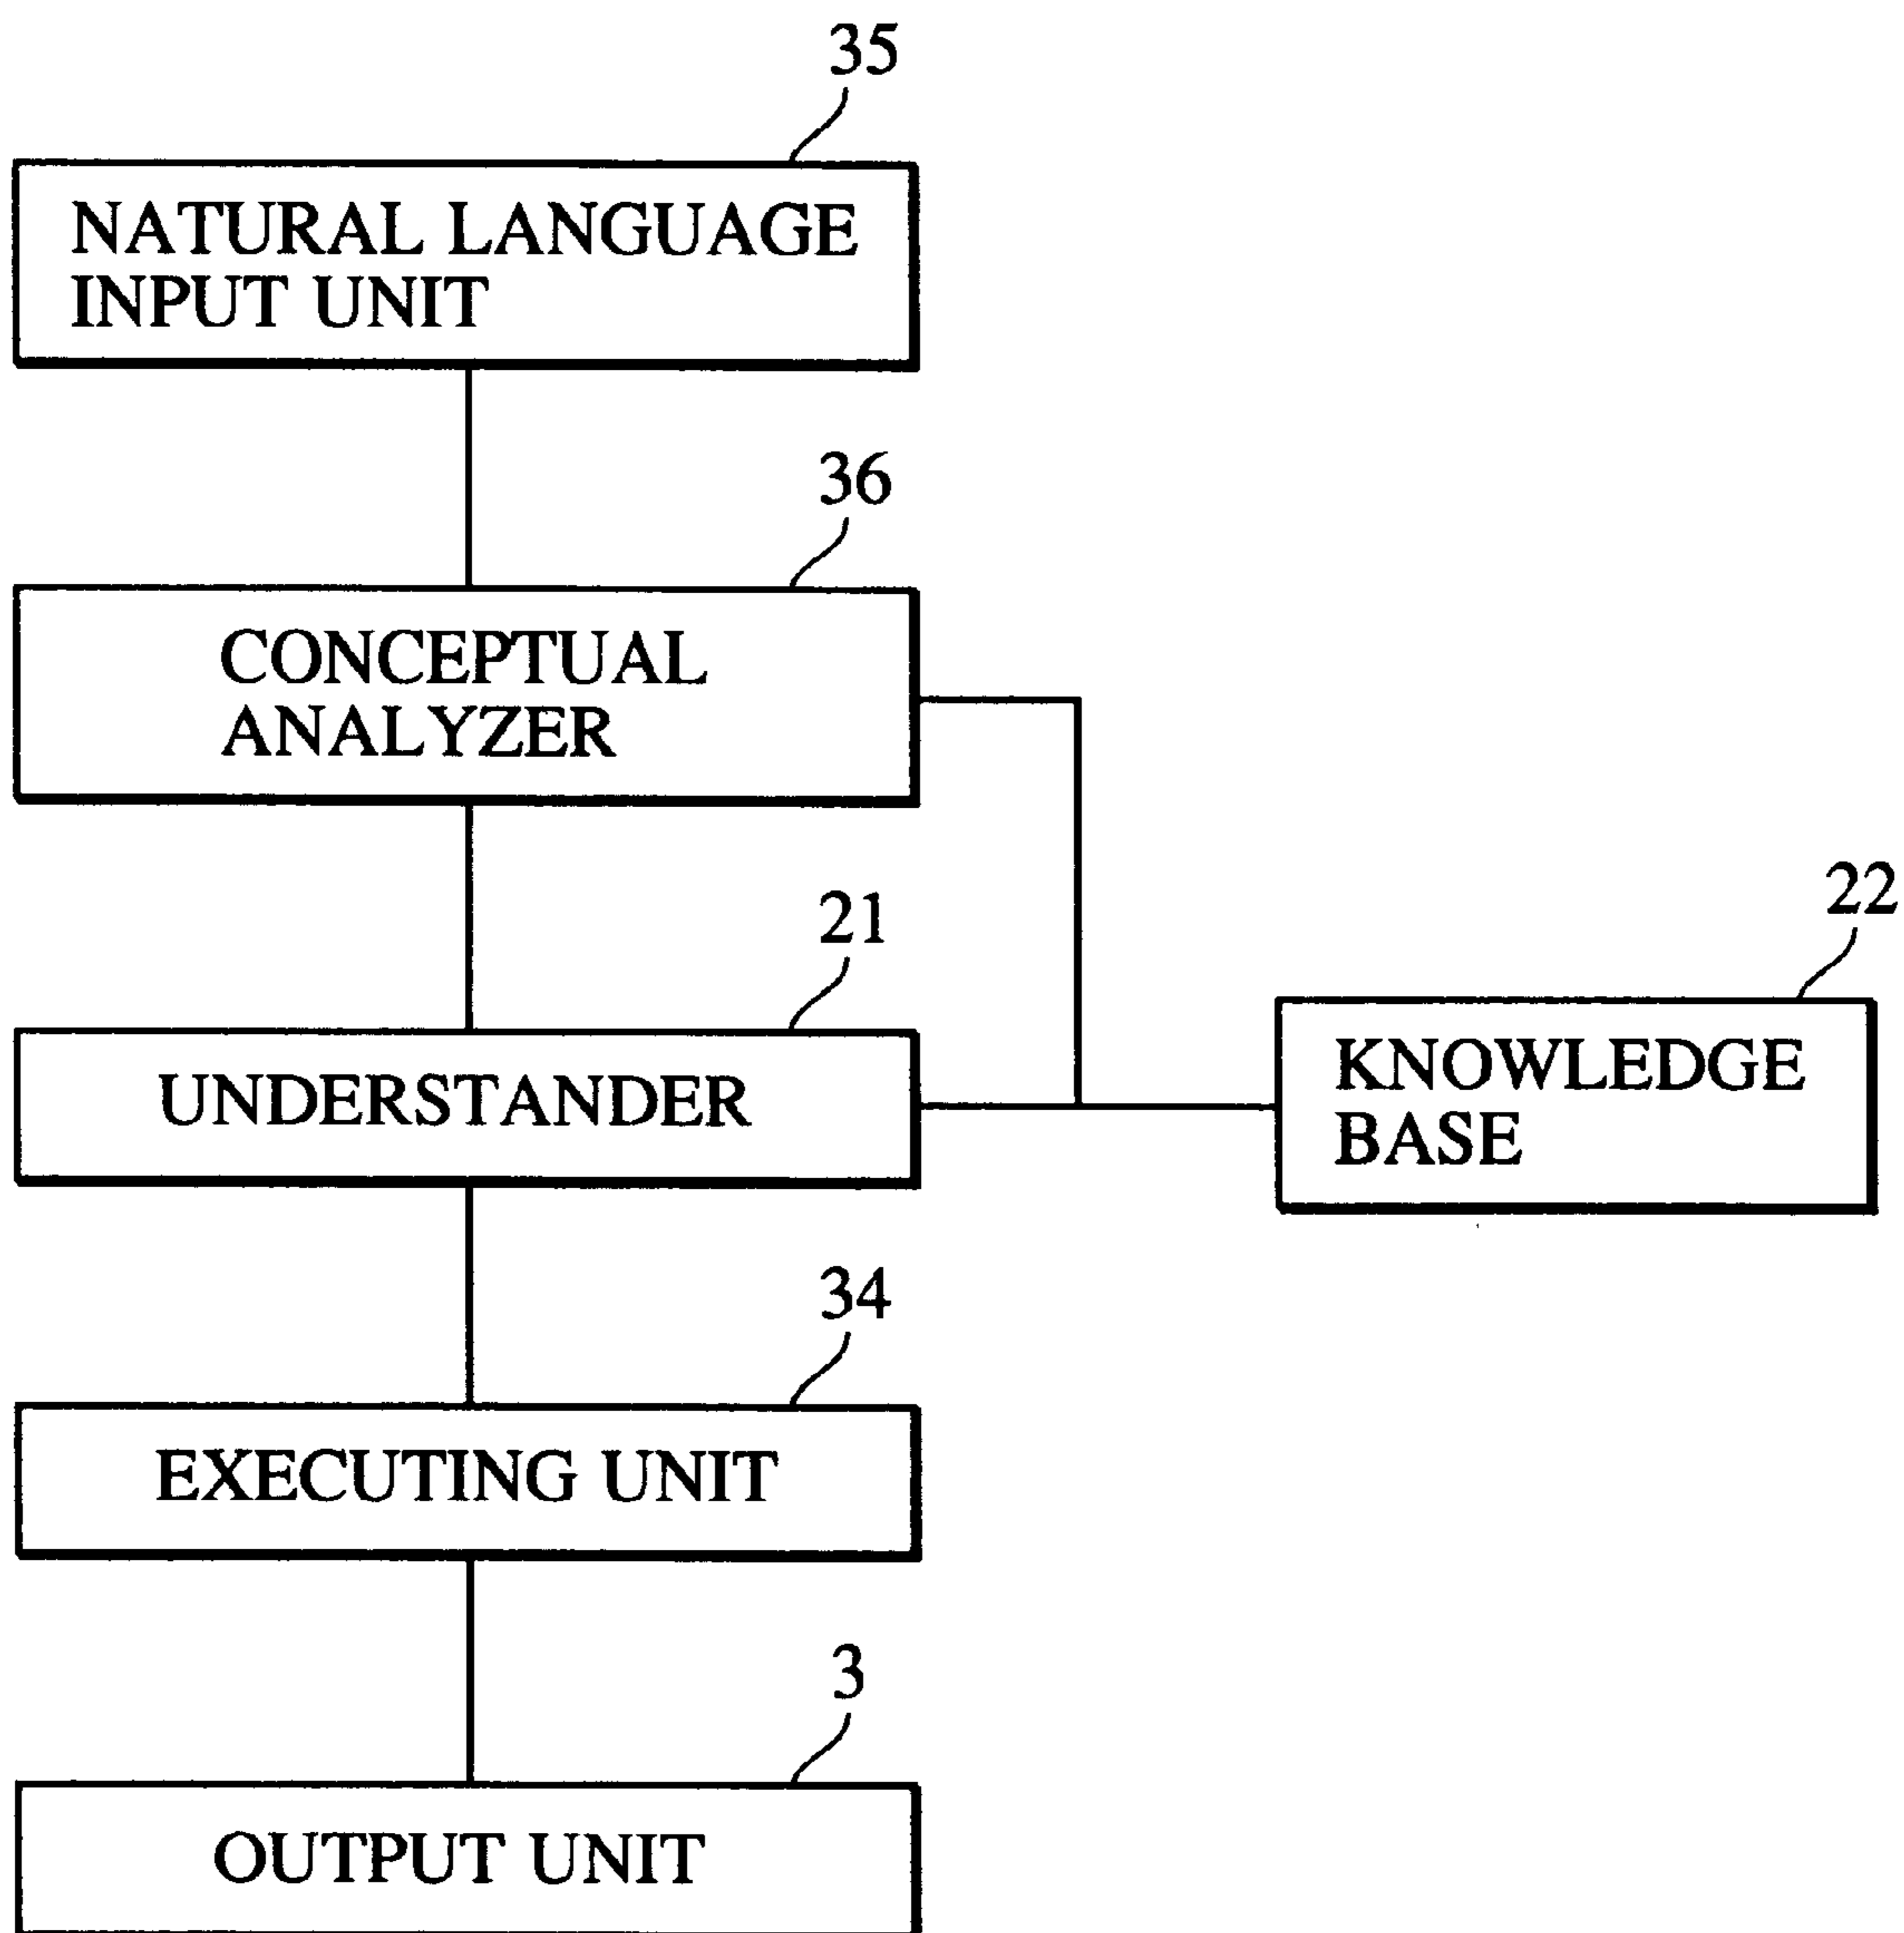 35
NATURAL LANGUAGE
INPUT UNIT
36
CONCEPTUAL
ANALYZER
21
UNDERSTANDER
22
KNOWLEDGE
BASE
34
EXECUTING UNIT
3
OUTPUT UNIT